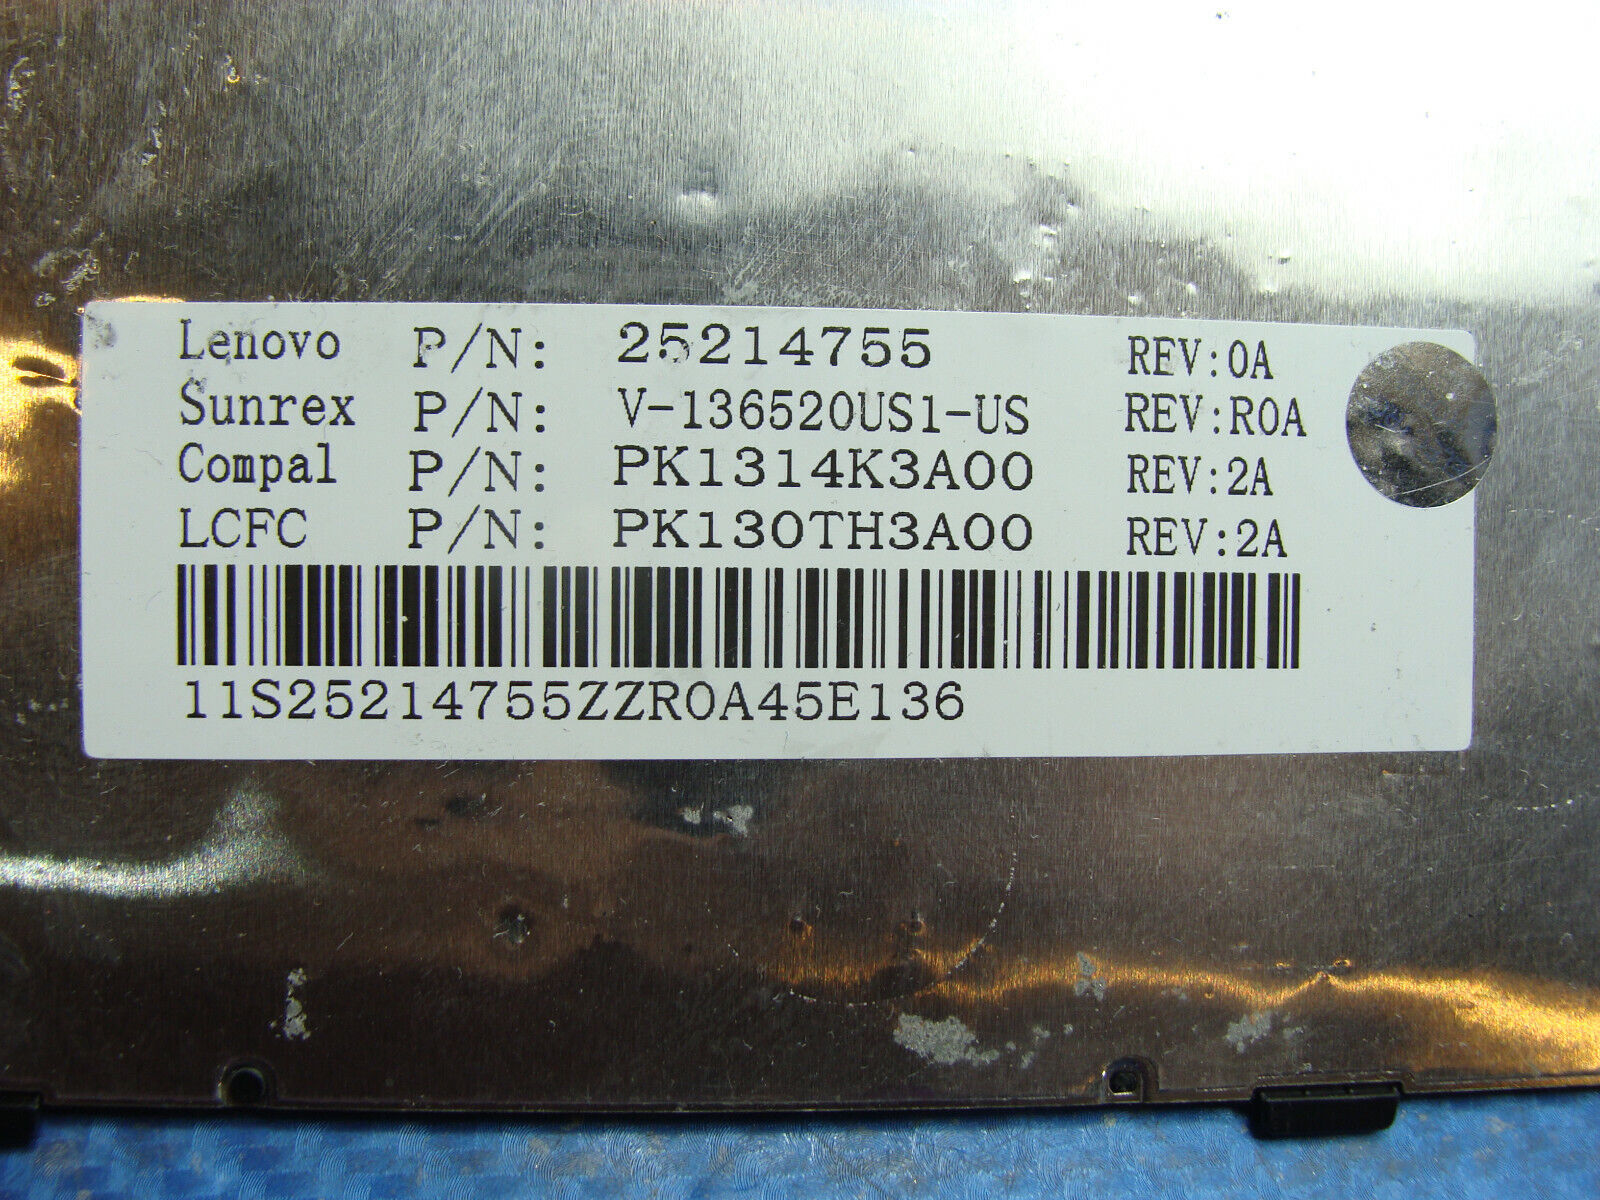 Lenovo P/N: 25214755 REV:0A
Sunrex P/N: V-136520US1-US REV:R0A
Compal P/N: PK1314K3A00 REV:2A
LCFC P/N: PK130TH3A00 REV:2A
11S25214755ZZR0A45E136